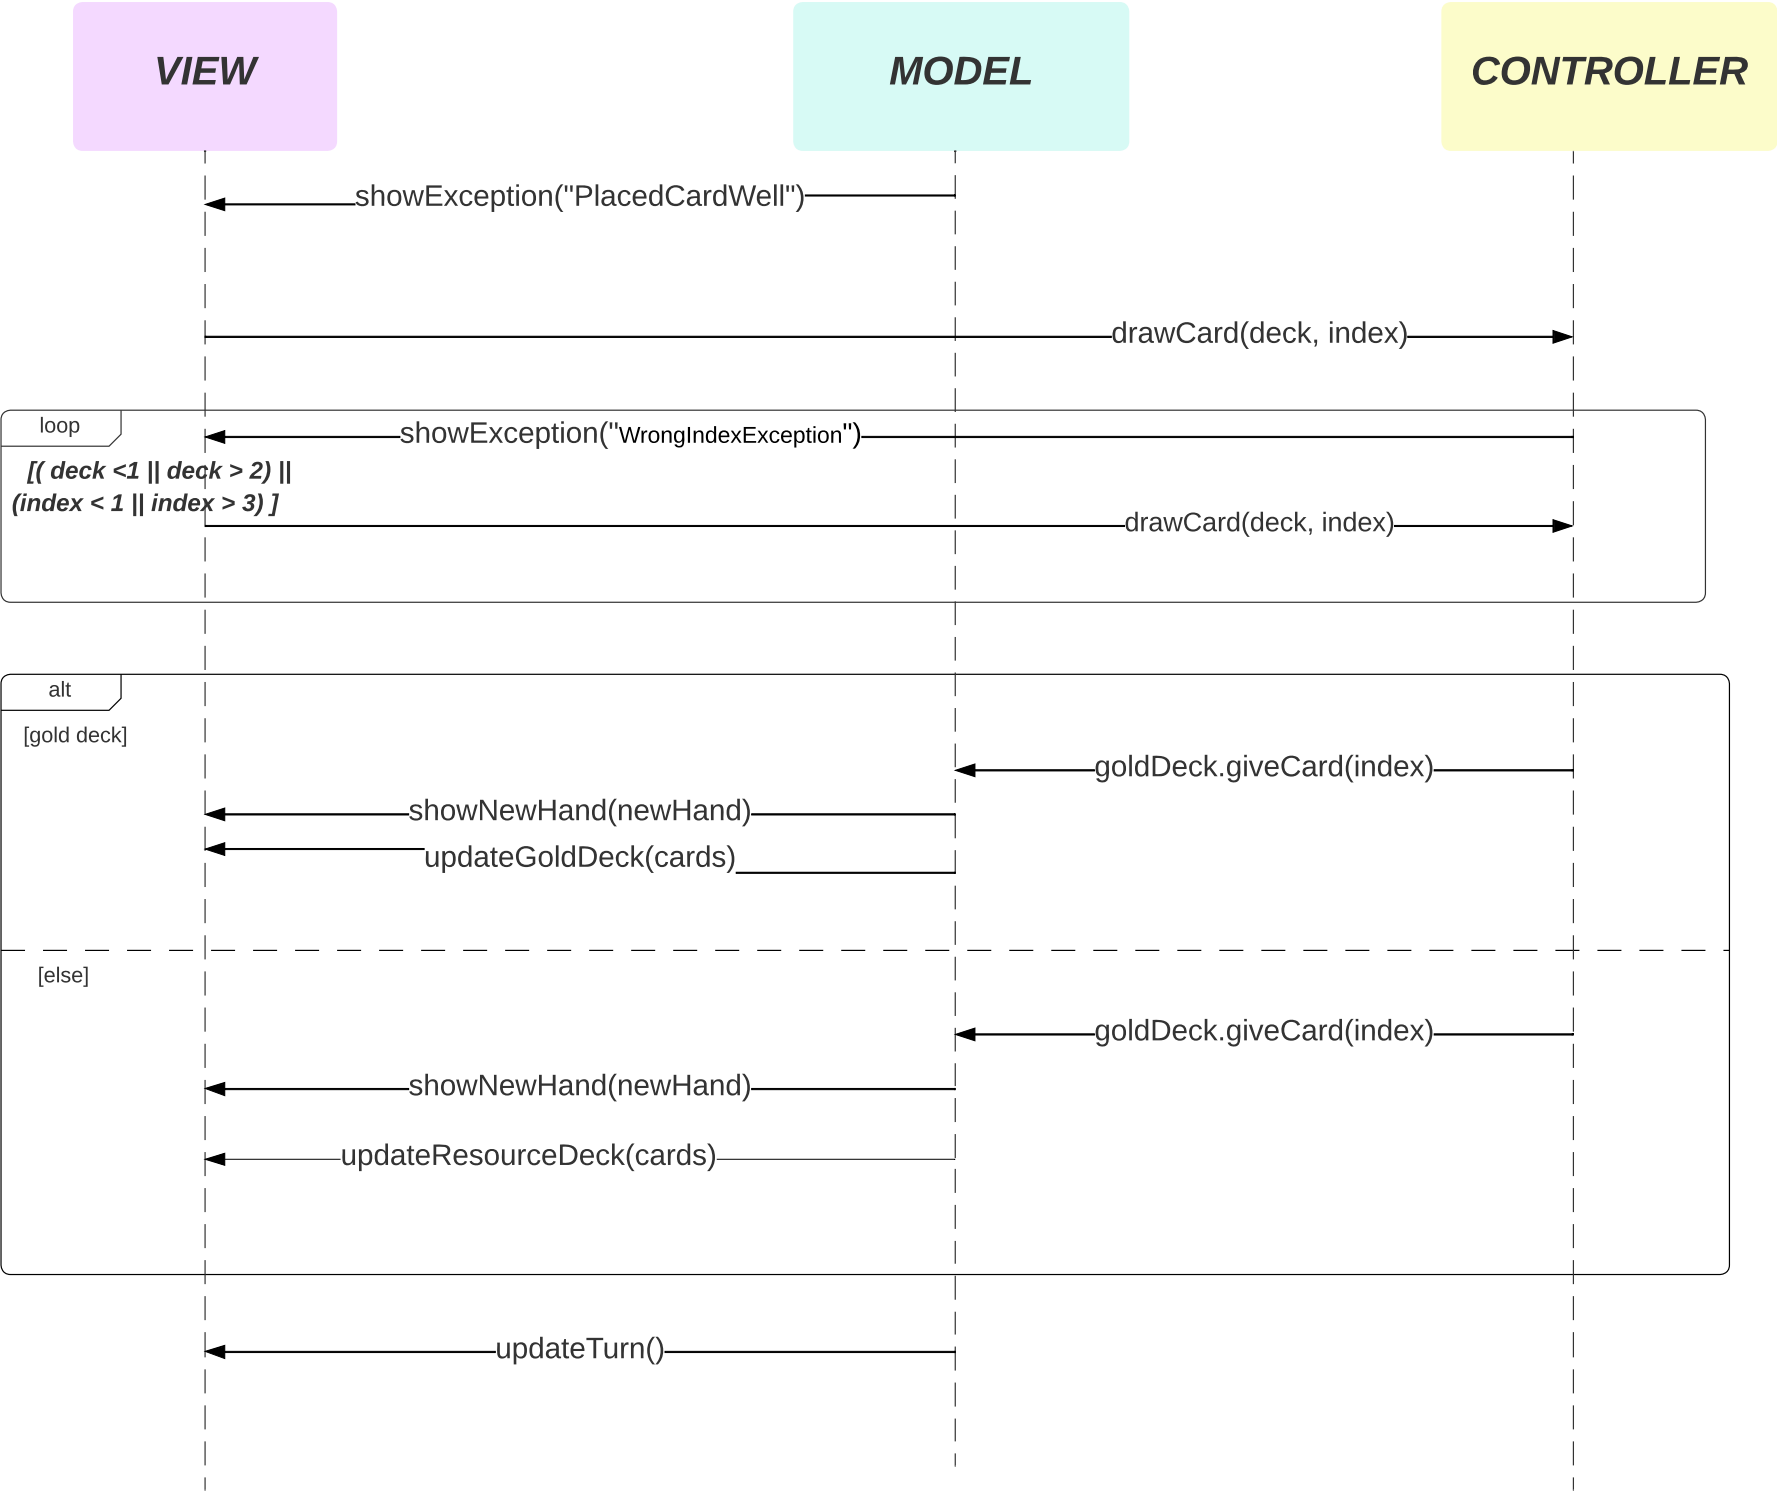 VIEW
MODEL
CONTROLLER
showException("PlacedCardWell")
drawCard(deck, index)
loop
showException("WrongIndexException")
[( deck <1 || deck > 2) ||
(index < 1 || index > 3) ]
drawCard(deck, index)
alt
[gold deck]
goldDeck.giveCard(index)
showNewHand(newHand)
updateGoldDeck(cards)
[else]
goldDeck.giveCard(index)
showNewHand(newHand)
updateResourceDeck(cards)
updateTurn()